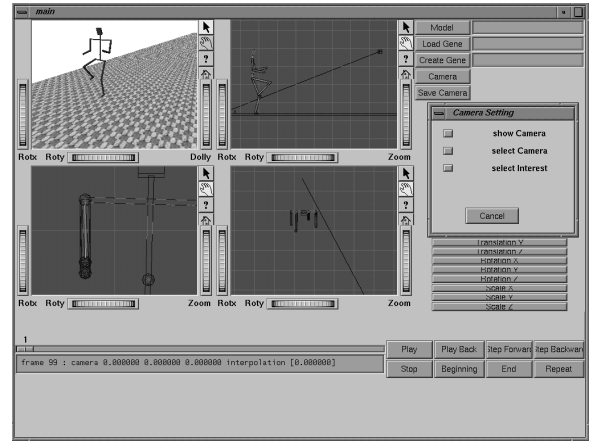 main
Model
Load Gene
Create Gene
Camera
Save Camera
?
?
Rotx Roty Dolly Rotx Roty Zoom
Camera Setting
show Camera
select Camera
select Interest
Cancel
?
?
Translation Y
Translation Z
Rotation X
Rotation Y
Rotation Z
Scale X
Scale Y
Scale Z
Rotx Roty Zoom Rotx Roty Zoom
1
Play Play Back Step Forward Step Backward
frame 99 : camera 0.000000 0.000000 0.000000 interpolation [0.000000]
Stop Beginning End Repeat